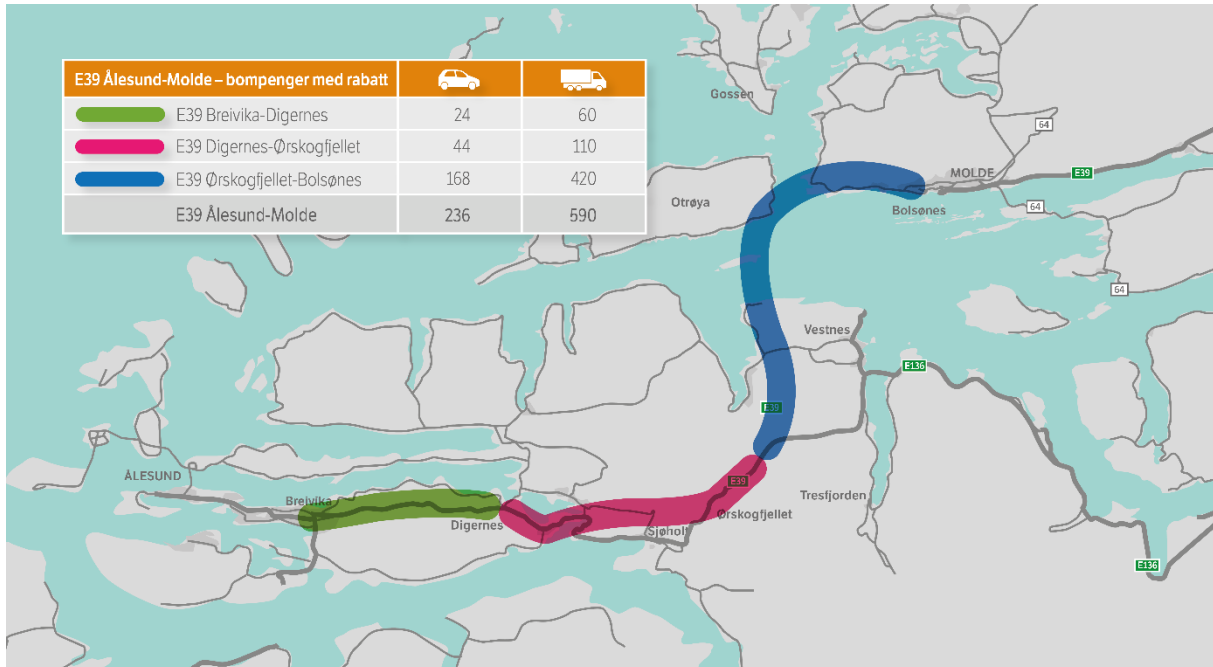 E39 Ålesund-Molde – bompenger med rabatt
E39 Breivika-Digernes 24 60
E39 Digernes-Ørskogfjellet 44 110
E39 Ørskogfjellet-Bolsønes 168 420
E39 Ålesund-Molde 236 590
Gossen
64
MOLDE
E39
Otrøya
Bolsønes
64
64
Vestnes
E136
E39
ÅLESUND
Breivika
E39
Tresfjorden
Digernes
Sjøholt
Ørskogfjellet
E136